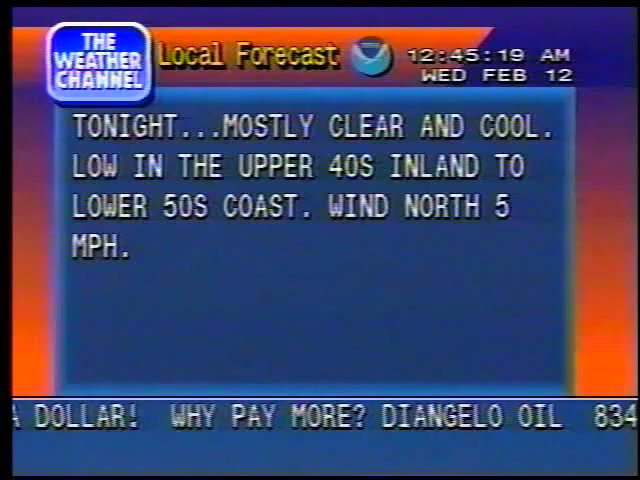 THE
WEATHER
CHANNEL
Local Forecast
12:45:19 AM
WED FEB 12
TONIGHT...MOSTLY CLEAR AND COOL.
LOW IN THE UPPER 40S INLAND TO
LOWER 50S COAST. WIND NORTH 5
MPH.
A DOLLAR! WHY PAY MORE? DIANGELO OIL 834